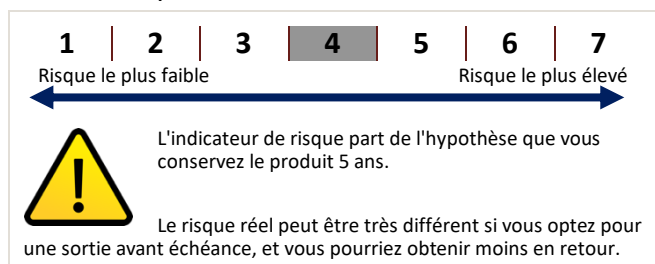 1 2 3 4 5 6 7
Risque le plus faible Risque le plus élevé
L'indicateur de risque part de l'hypothèse que vous
conservez le produit 5 ans.
Le risque réel peut être très différent si vous optez pour
une sortie avant échéance, et vous pourriez obtenir moins en retour.